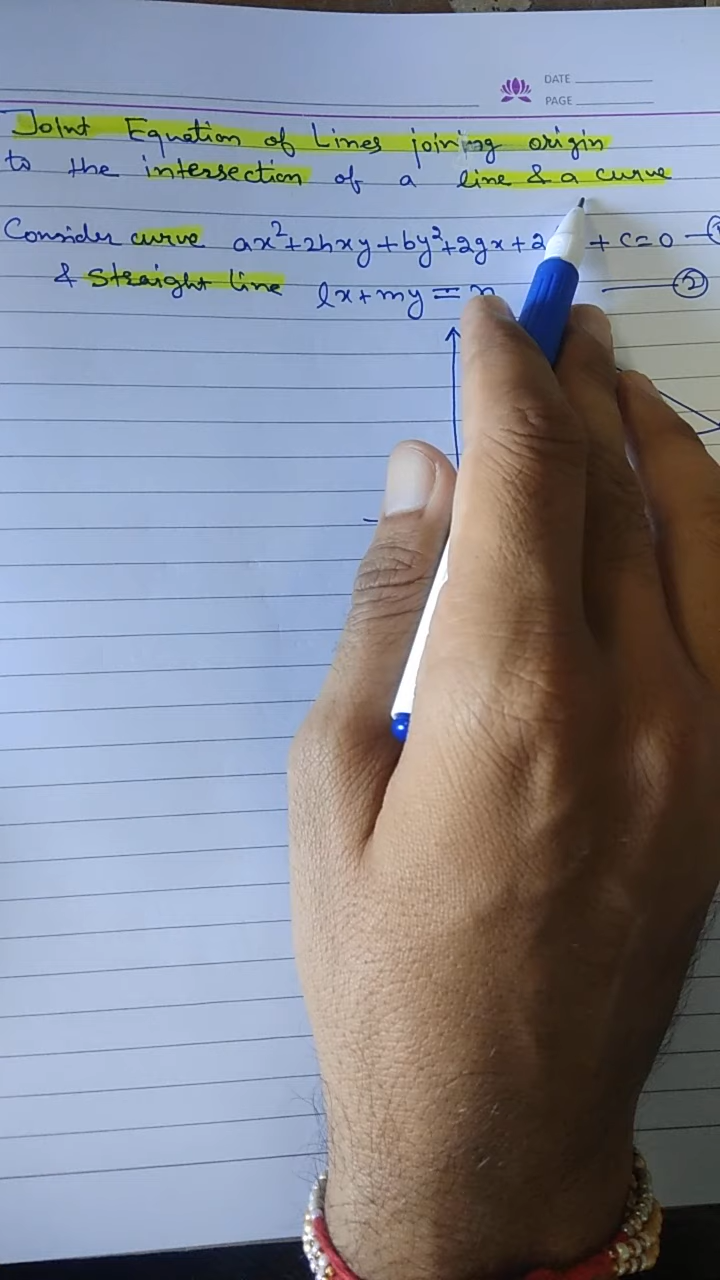 DATE
PAGE
Joint Equation of Lines joining origin
to the intersection of a line & a curve
Consider curve ax²+2hxy+by²+2gx+2 + c=0 — ①
& straight line lx+my=n — ②